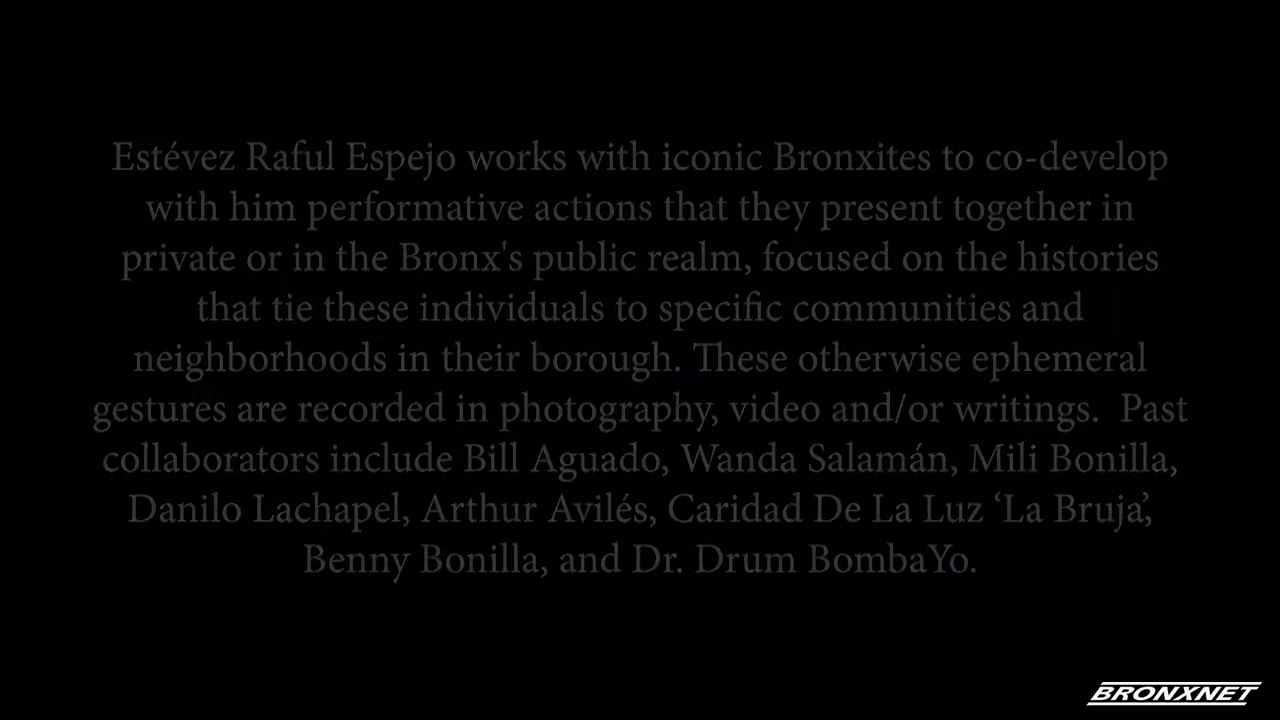 Estévez Raful Espejo works with iconic Bronxites to co-develop
with him performative actions that they present together in
private or in the Bronx's public realm, focused on the histories
that tie these individuals to specific communities and
neighborhoods in their borough. These otherwise ephemeral
gestures are recorded in photography, video and/or writings.  Past
collaborators include Bill Aguado, Wanda Salamán, Mili Bonilla,
Danilo Lachapel, Arthur Avilés, Caridad De La Luz ‘La Bruja’,
Benny Bonilla, and Dr. Drum BombaYo.
BRONXNET